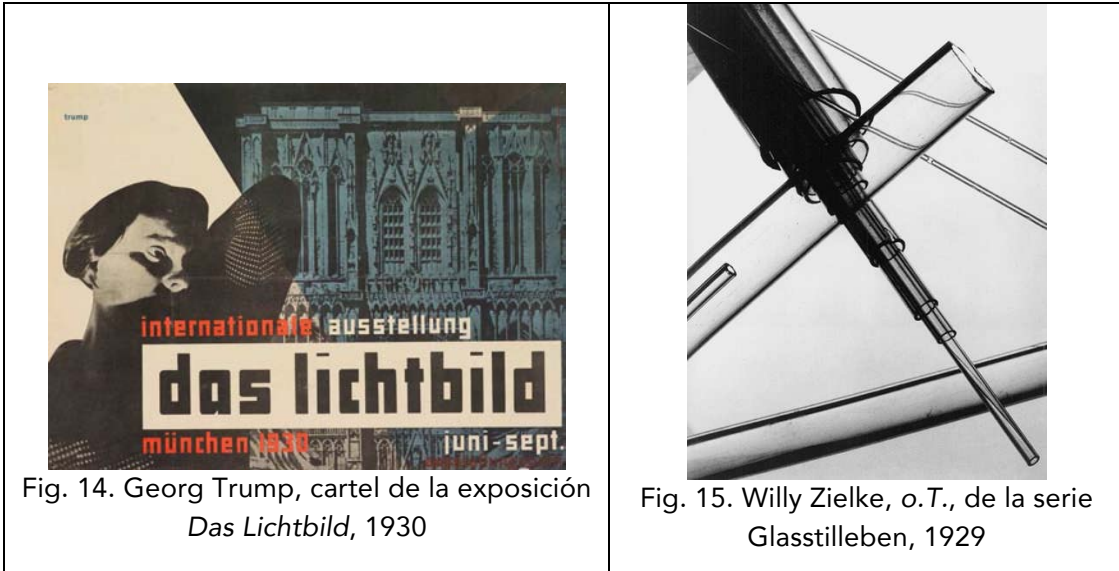 trump
internationale ausstellung
das lichtbild
münchen 1930 juni-sept.
Fig. 14. Georg Trump, cartel de la exposición
Das Lichtbild, 1930
Fig. 15. Willy Zielke, o.T., de la serie
Glasstilleben, 1929